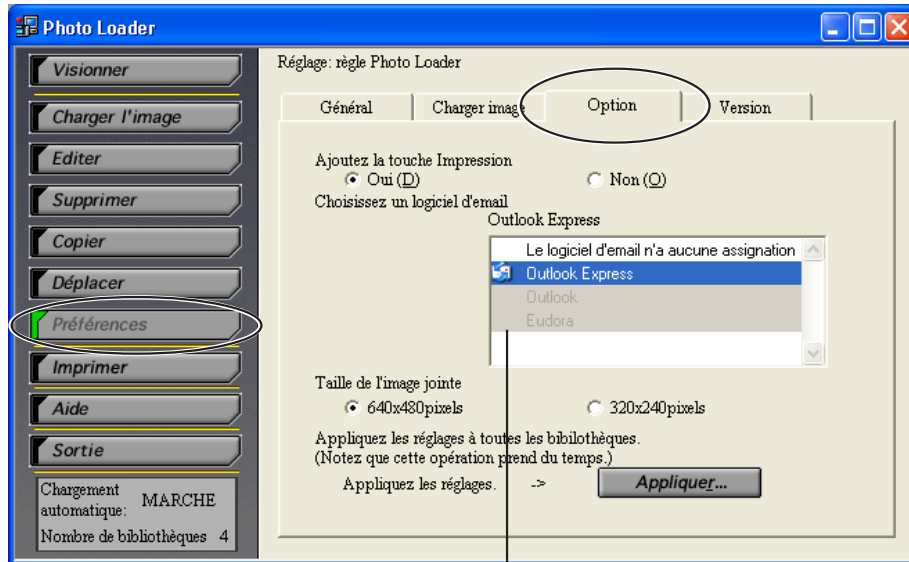 Photo Loader
Visionner
Charger l'image
Editer
Supprimer
Copier
Déplacer
Préférences
Imprimer
Aide
Sortie
Chargement
automatique: MARCHE
Nombre de bibliothèques 4
Réglage: règle Photo Loader
Général Charger image Option Version
Ajoutez la touche Impression
Oui (D) Non (O)
Choisissez un logiciel d'email
Outlook Express
Le logiciel d'email n'a aucune assignation
Outlook Express
Outlook
Eudora
Taille de l'image jointe
640x480pixels 320x240pixels
Appliquez les réglages à toutes les bibilothèques.
(Notez que cette opération prend du temps.)
Appliquez les réglages. -> Appliquer...